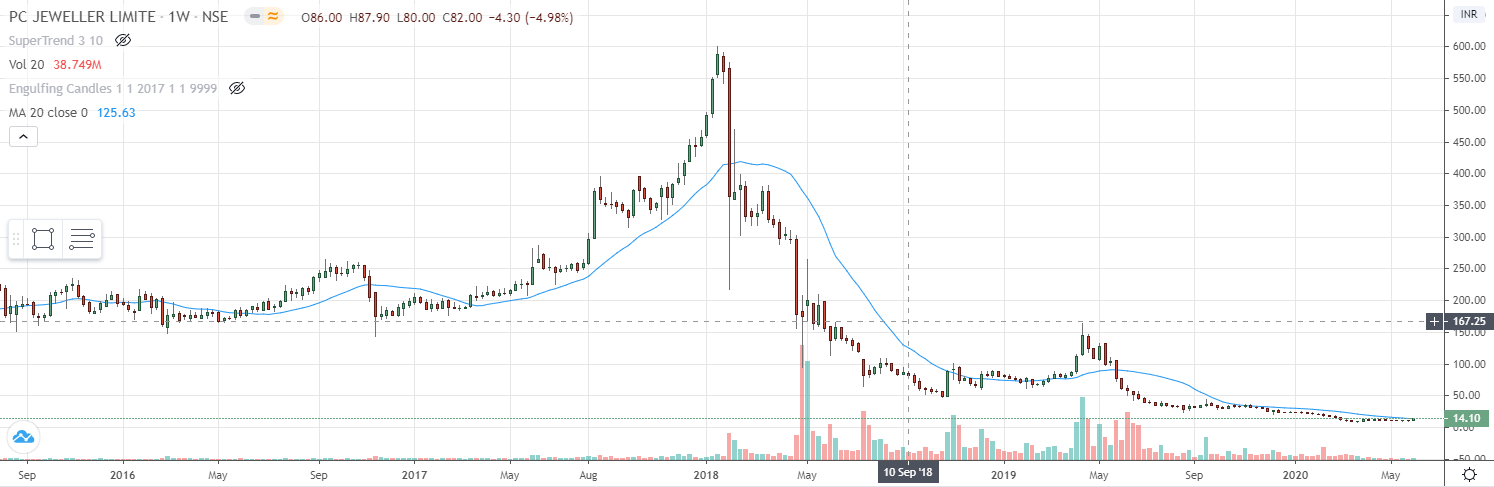 PC JEWELLER LIMITE · 1W · NSE O86.00 H87.90 L80.00 C82.00 −4.30 (−4.98%)
INR
SuperTrend 3 10
Vol 20 38.749M
Engulfing Candles 1 1 2017 1 1 9999
MA 20 close 0 125.63
600.00
550.00
500.00
450.00
400.00
350.00
300.00
250.00
200.00
167.25
150.00
100.00
50.00
14.10
0.00
-50.00
Sep 2016 May Sep 2017 May Aug 2018 May 10 Sep '18 2019 May Sep 2020 May